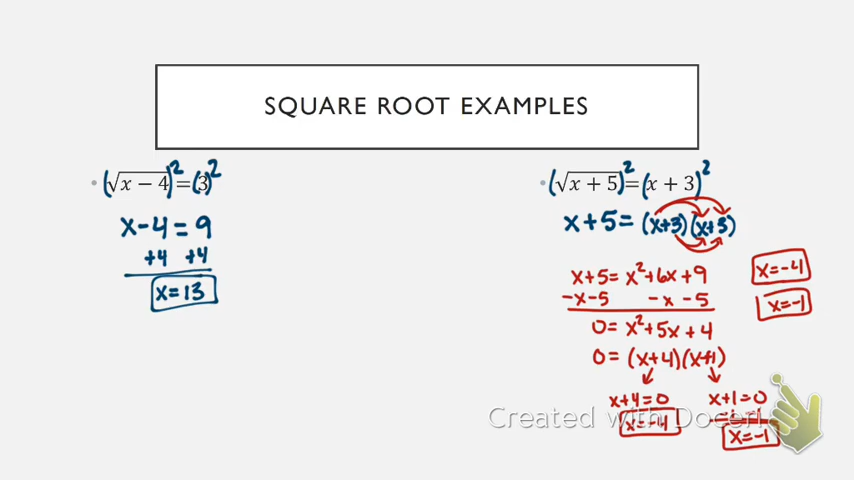 SQUARE ROOT EXAMPLES
• (√x − 4)² = (3)²
x-4 = 9
+4 +4
x=13
• (√x + 5)² = (x + 3)²
x+5 = (x+3)(x+3)
x+5 = x²+6x+9
-x-5 -x-5
0 = x²+5x+4
0 = (x+4)(x+1)
x+4=0 x+1=0
x=-4 x=-1
x=-4
x=-1
Created with Doceri